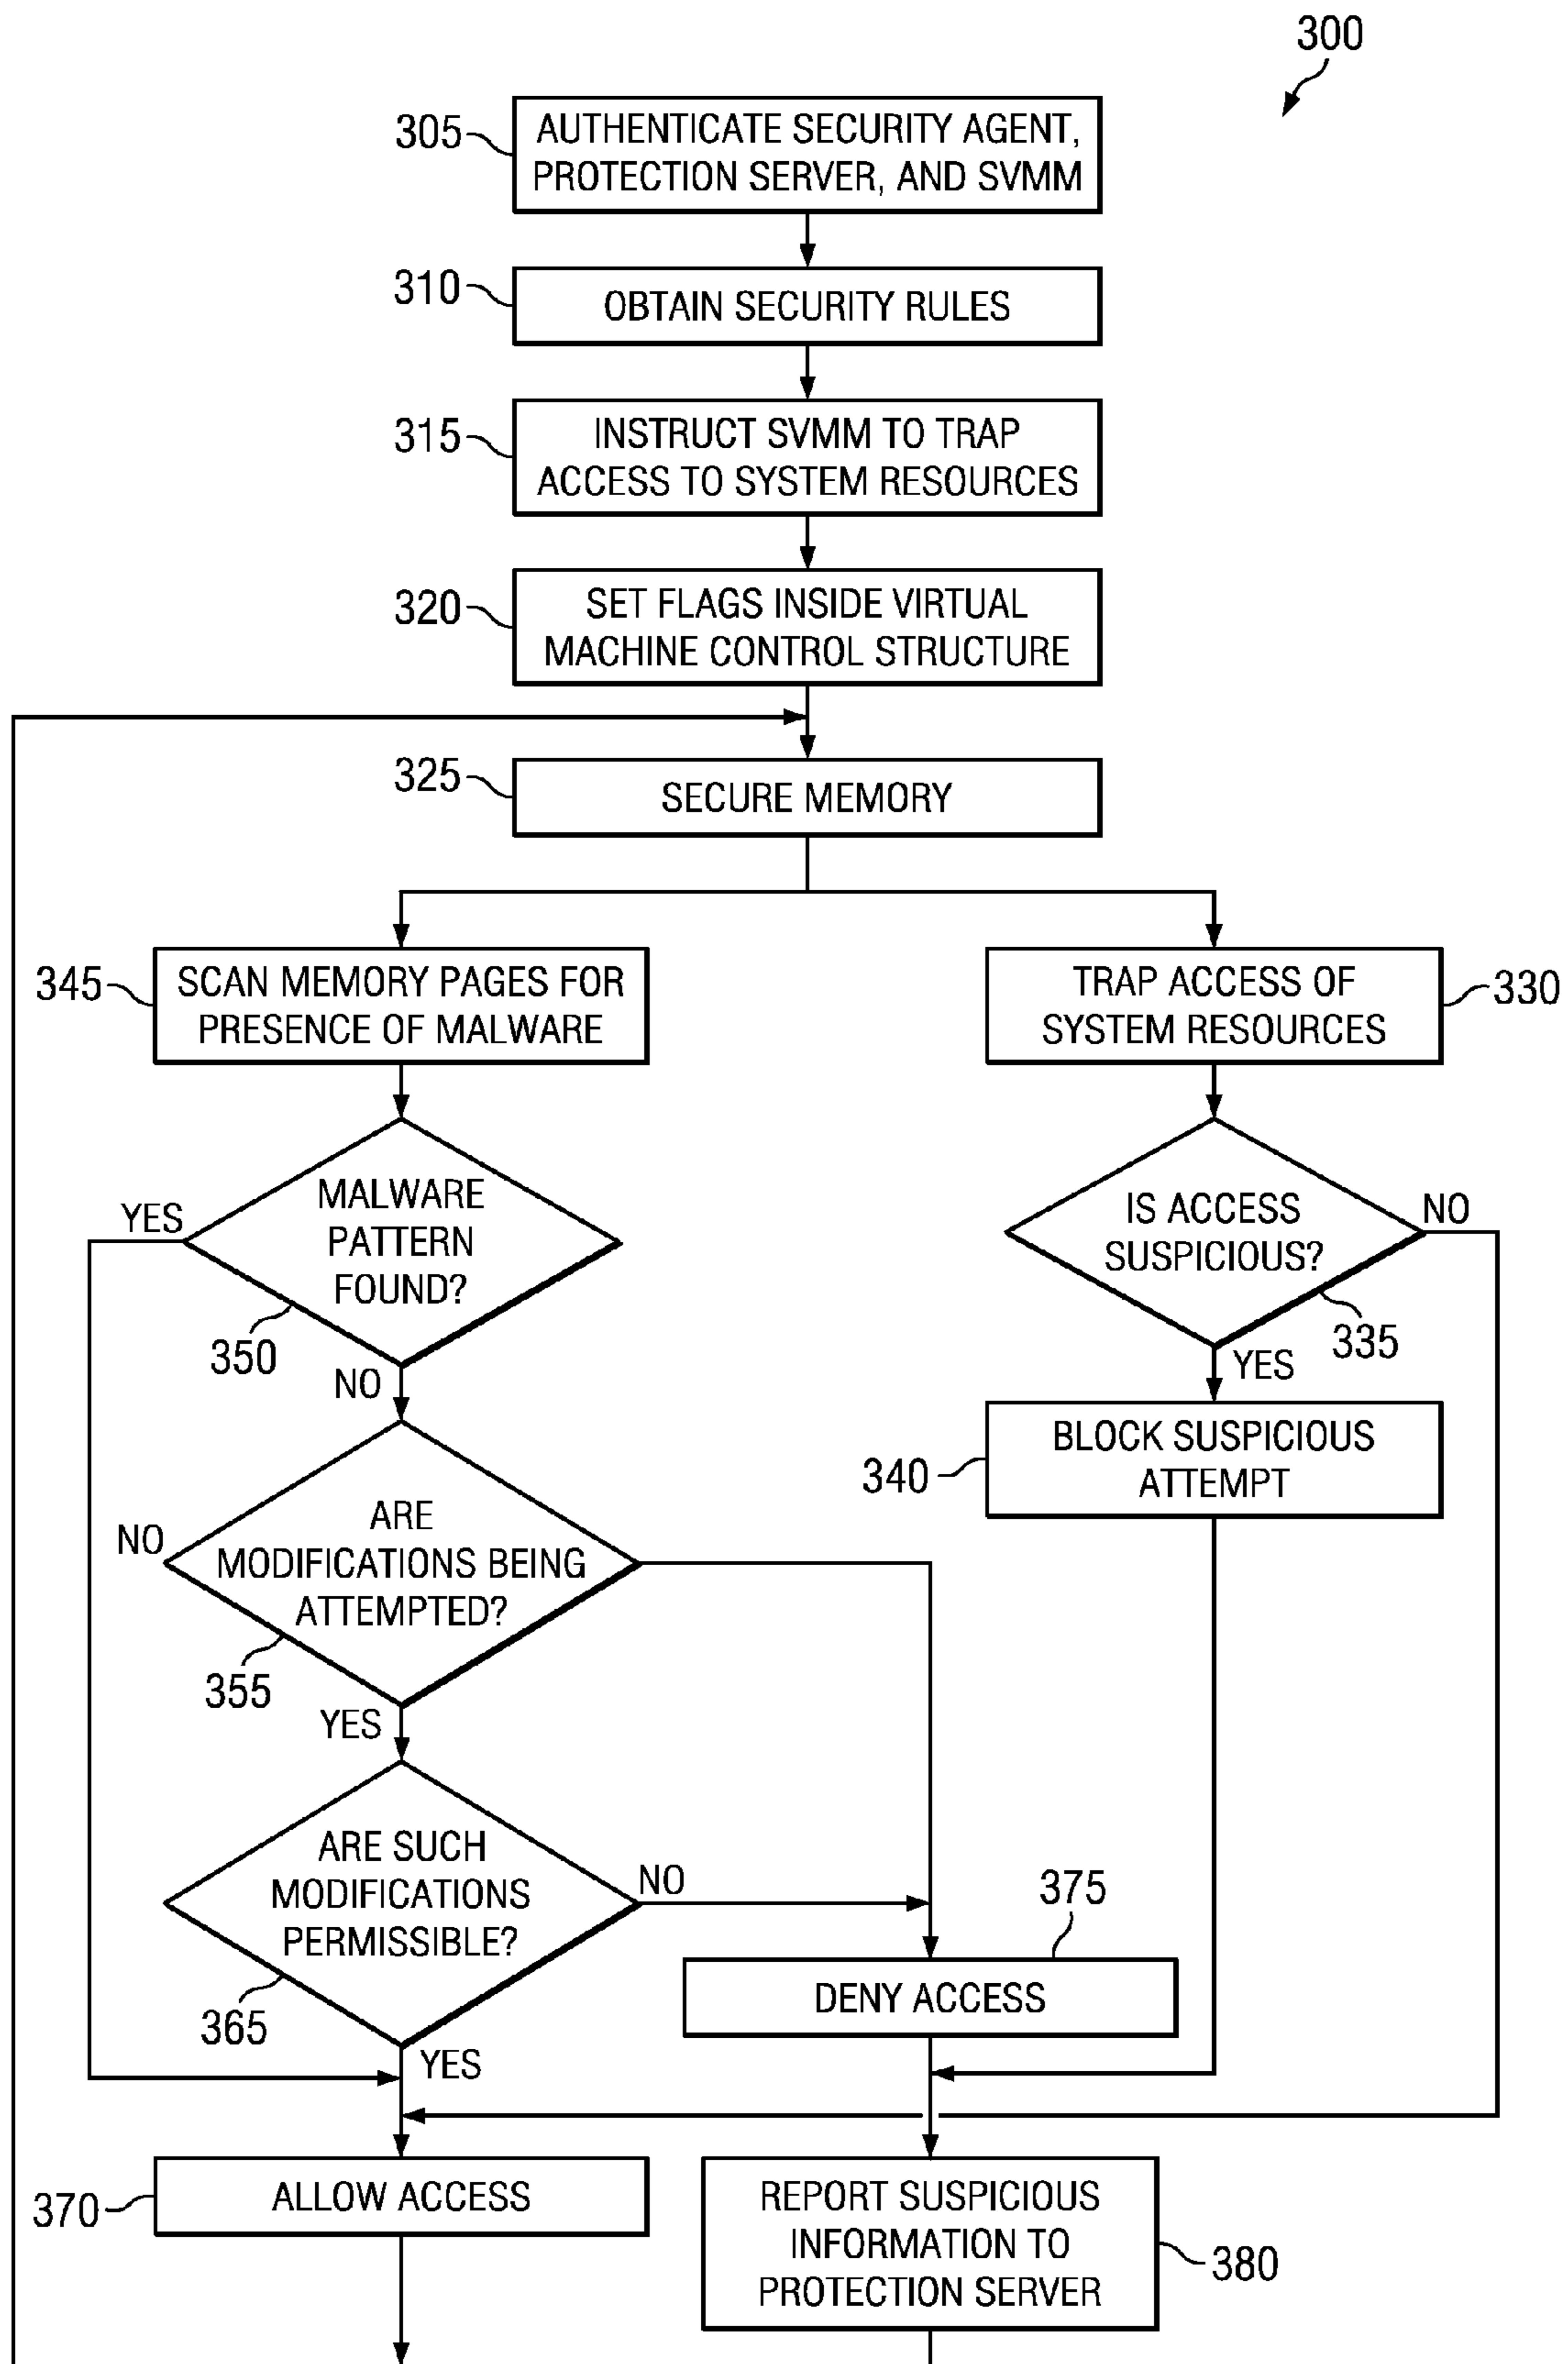 300
305
AUTHENTICATE SECURITY AGENT,
PROTECTION SERVER, AND SVMM
310
OBTAIN SECURITY RULES
315
INSTRUCT SVMM TO TRAP
ACCESS TO SYSTEM RESOURCES
320
SET FLAGS INSIDE VIRTUAL
MACHINE CONTROL STRUCTURE
325
SECURE MEMORY
345
SCAN MEMORY PAGES FOR
PRESENCE OF MALWARE
TRAP ACCESS OF
SYSTEM RESOURCES
330
YES
MALWARE
PATTERN
FOUND?
350
NO
IS ACCESS
SUSPICIOUS?
NO
335
YES
340
BLOCK SUSPICIOUS
ATTEMPT
NO
ARE
MODIFICATIONS BEING
ATTEMPTED?
355
YES
ARE SUCH
MODIFICATIONS
PERMISSIBLE?
NO
365
YES
375
DENY ACCESS
370
ALLOW ACCESS
REPORT SUSPICIOUS
INFORMATION TO
PROTECTION SERVER
380